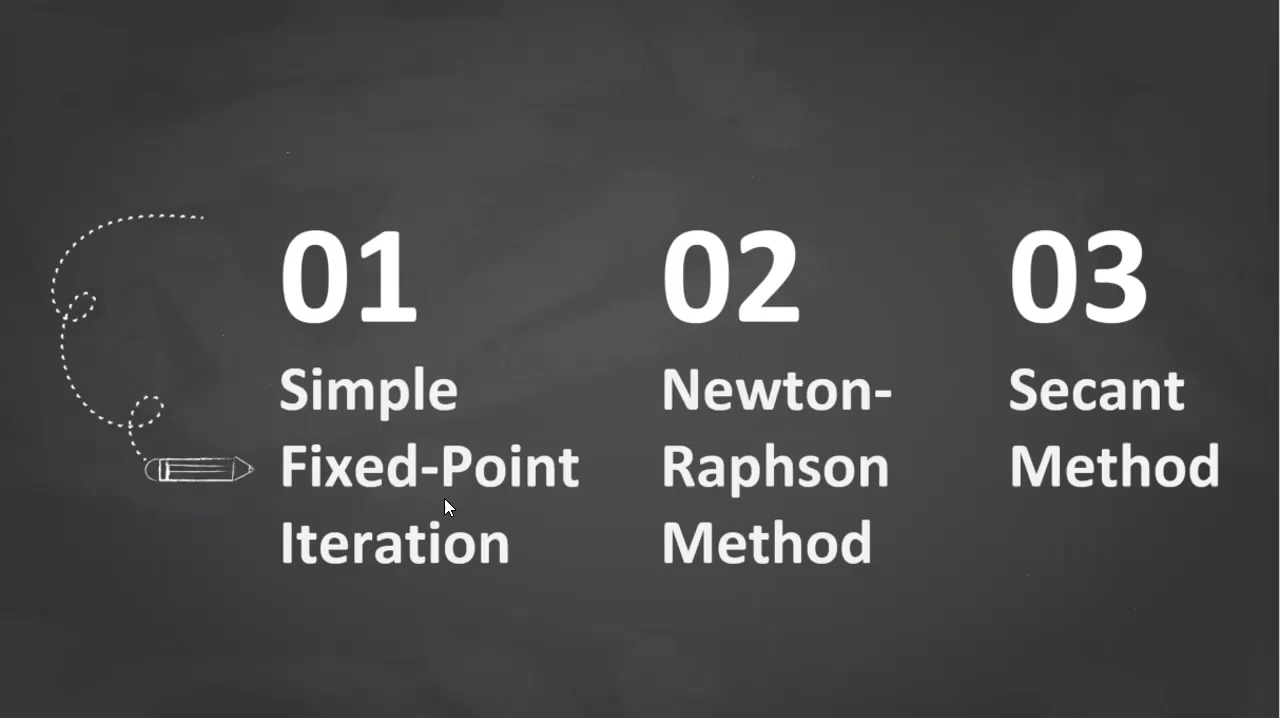 01
Simple
Fixed-Point
Iteration
02
Newton-
Raphson
Method
03
Secant
Method